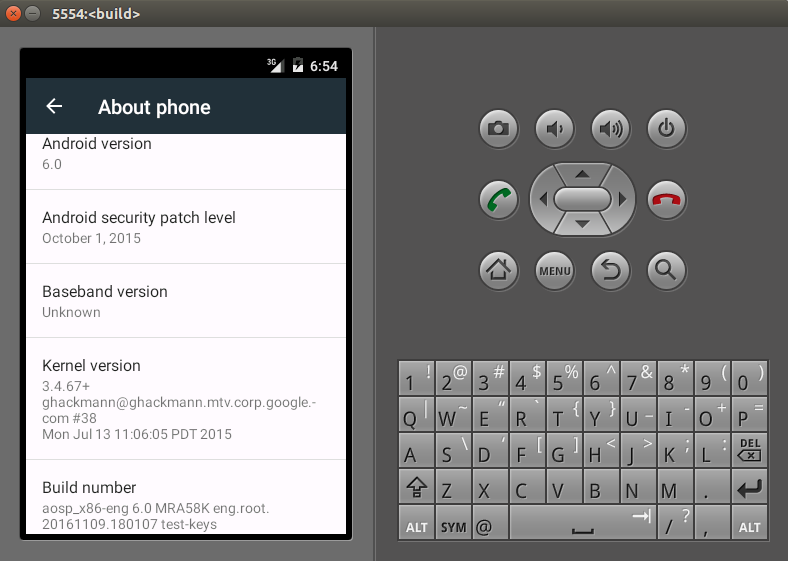 5554:<build>
3G 6:54
About phone
Android version
6.0
Android security patch level
October 1, 2015
Baseband version
Unknown
Kernel version
3.4.67+
ghackmann@ghackmann.mtv.corp.google.-
com #38
Mon Jul 13 11:06:05 PDT 2015
Build number
aosp_x86-eng 6.0 MRA58K eng.root.
20161109.180107 test-keys
MENU
1 ! 2 @ 3 # 4 $ 5 % 6 ^ 7 & 8 * 9 ( 0 )
Q | W ~ E " R ` T { Y } U _ I - O + P =
A S \ D ' F [ G ] H < J > K ; L : DEL
Z X C V B N M .
ALT SYM @ / ? , ALT